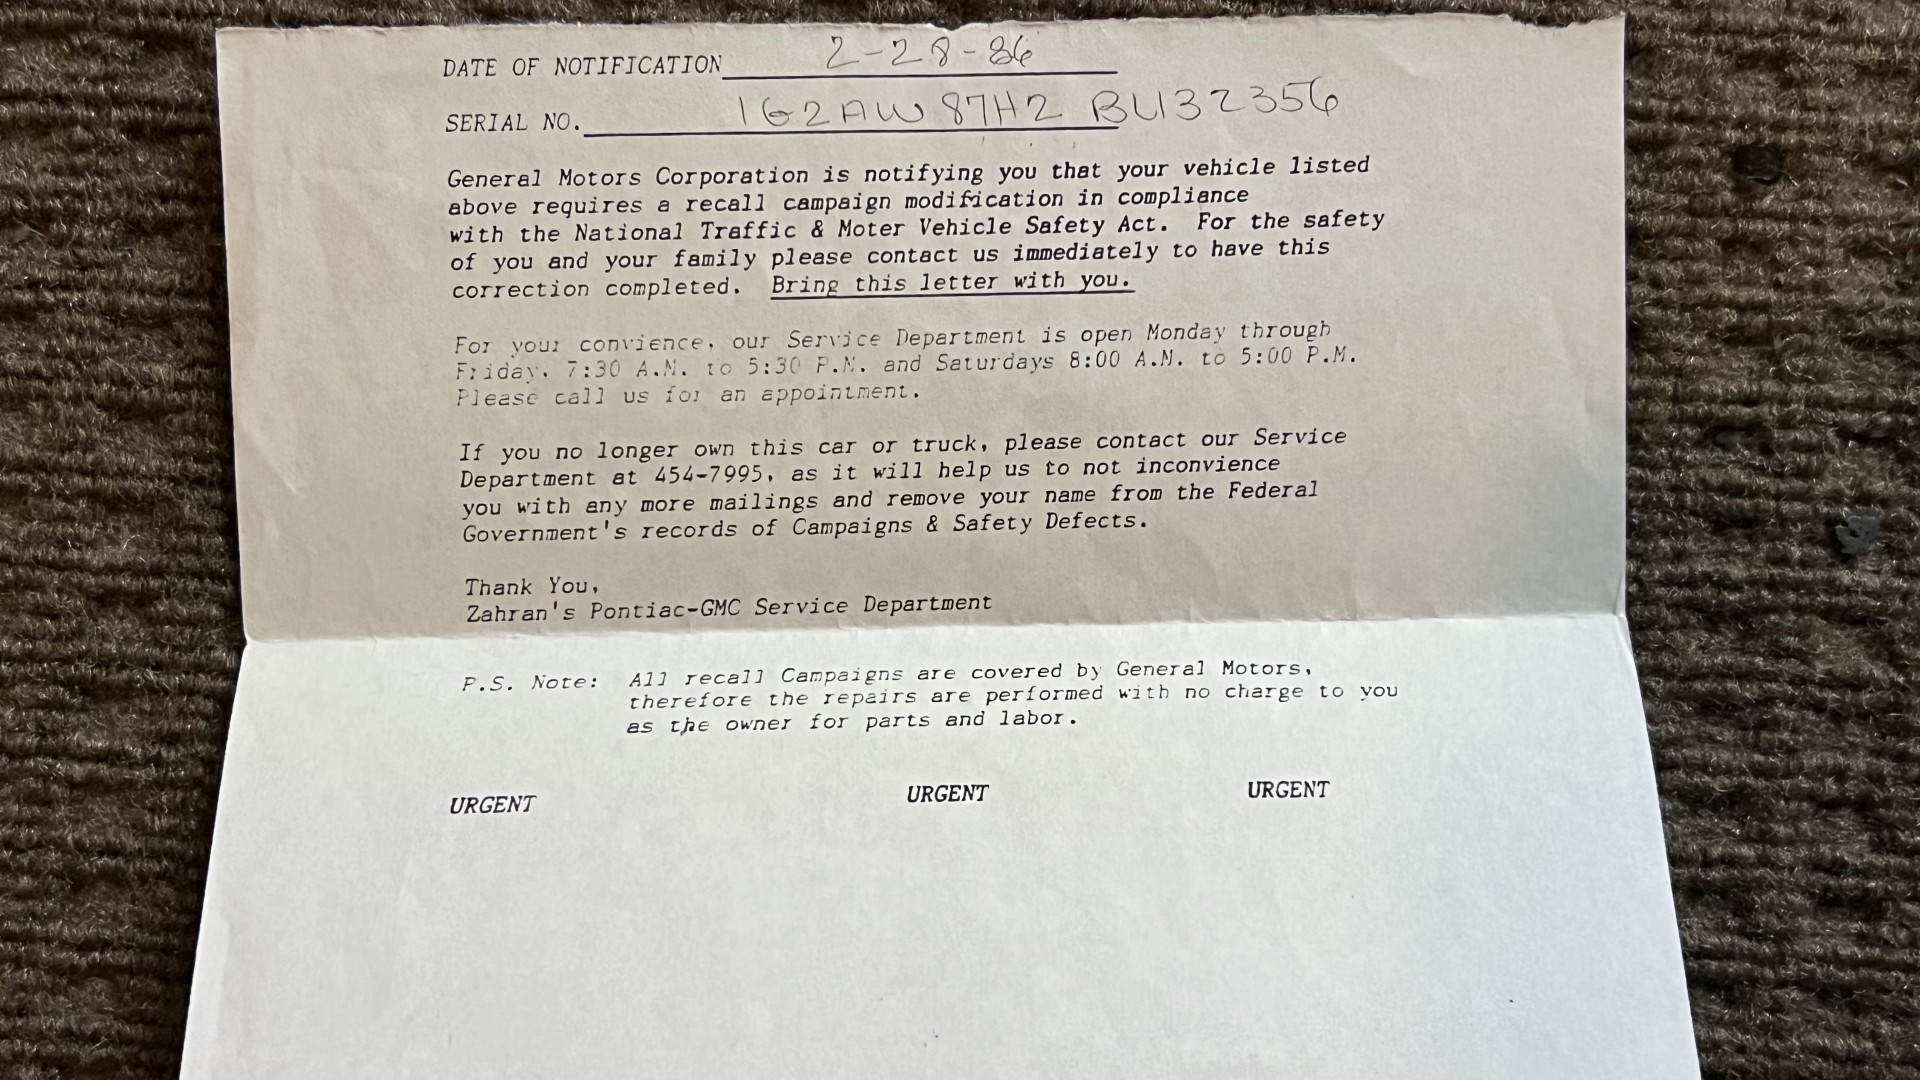 DATE OF NOTIFICATION 2-28-86
SERIAL NO. 1G2AW87H2 BU132356
General Motors Corporation is notifying you that your vehicle listed
above requires a recall campaign modification in compliance
with the National Traffic & Moter Vehicle Safety Act. For the safety
of you and your family please contact us immediately to have this
correction completed. Bring this letter with you.
For your convience, our Service Department is open Monday through
Friday, 7:30 A.M. to 5:30 P.M. and Saturdays 8:00 A.M. to 5:00 P.M.
Please call us for an appointment.
If you no longer own this car or truck, please contact our Service
Department at 454-7995, as it will help us to not inconvience
you with any more mailings and remove your name from the Federal
Government's records of Campaigns & Safety Defects.
Thank You,
Zahran's Pontiac-GMC Service Department
P.S. Note: All recall Campaigns are covered by General Motors,
therefore the repairs are performed with no charge to you
as the owner for parts and labor.
URGENT URGENT URGENT